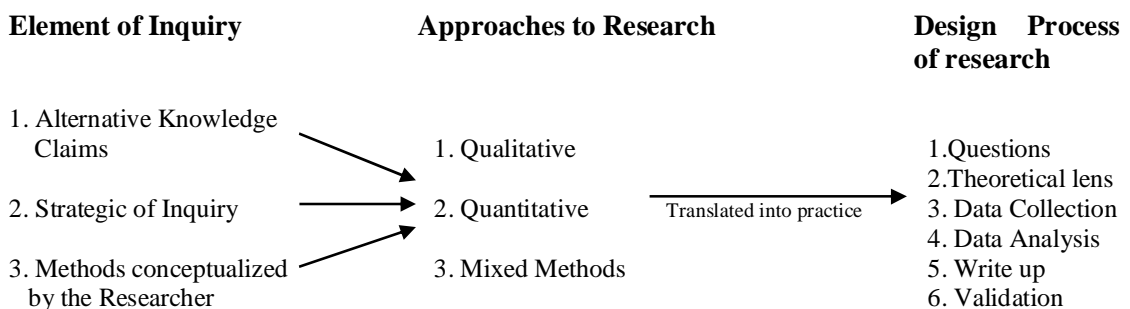 Element of Inquiry
Approaches to Research
Design Process
of research
1. Alternative Knowledge
Claims
2. Strategic of Inquiry
3. Methods conceptualized
by the Researcher
1. Qualitative
2. Quantitative
3. Mixed Methods
Translated into practice
1.Questions
2.Theoretical lens
3. Data Collection
4. Data Analysis
5. Write up
6. Validation